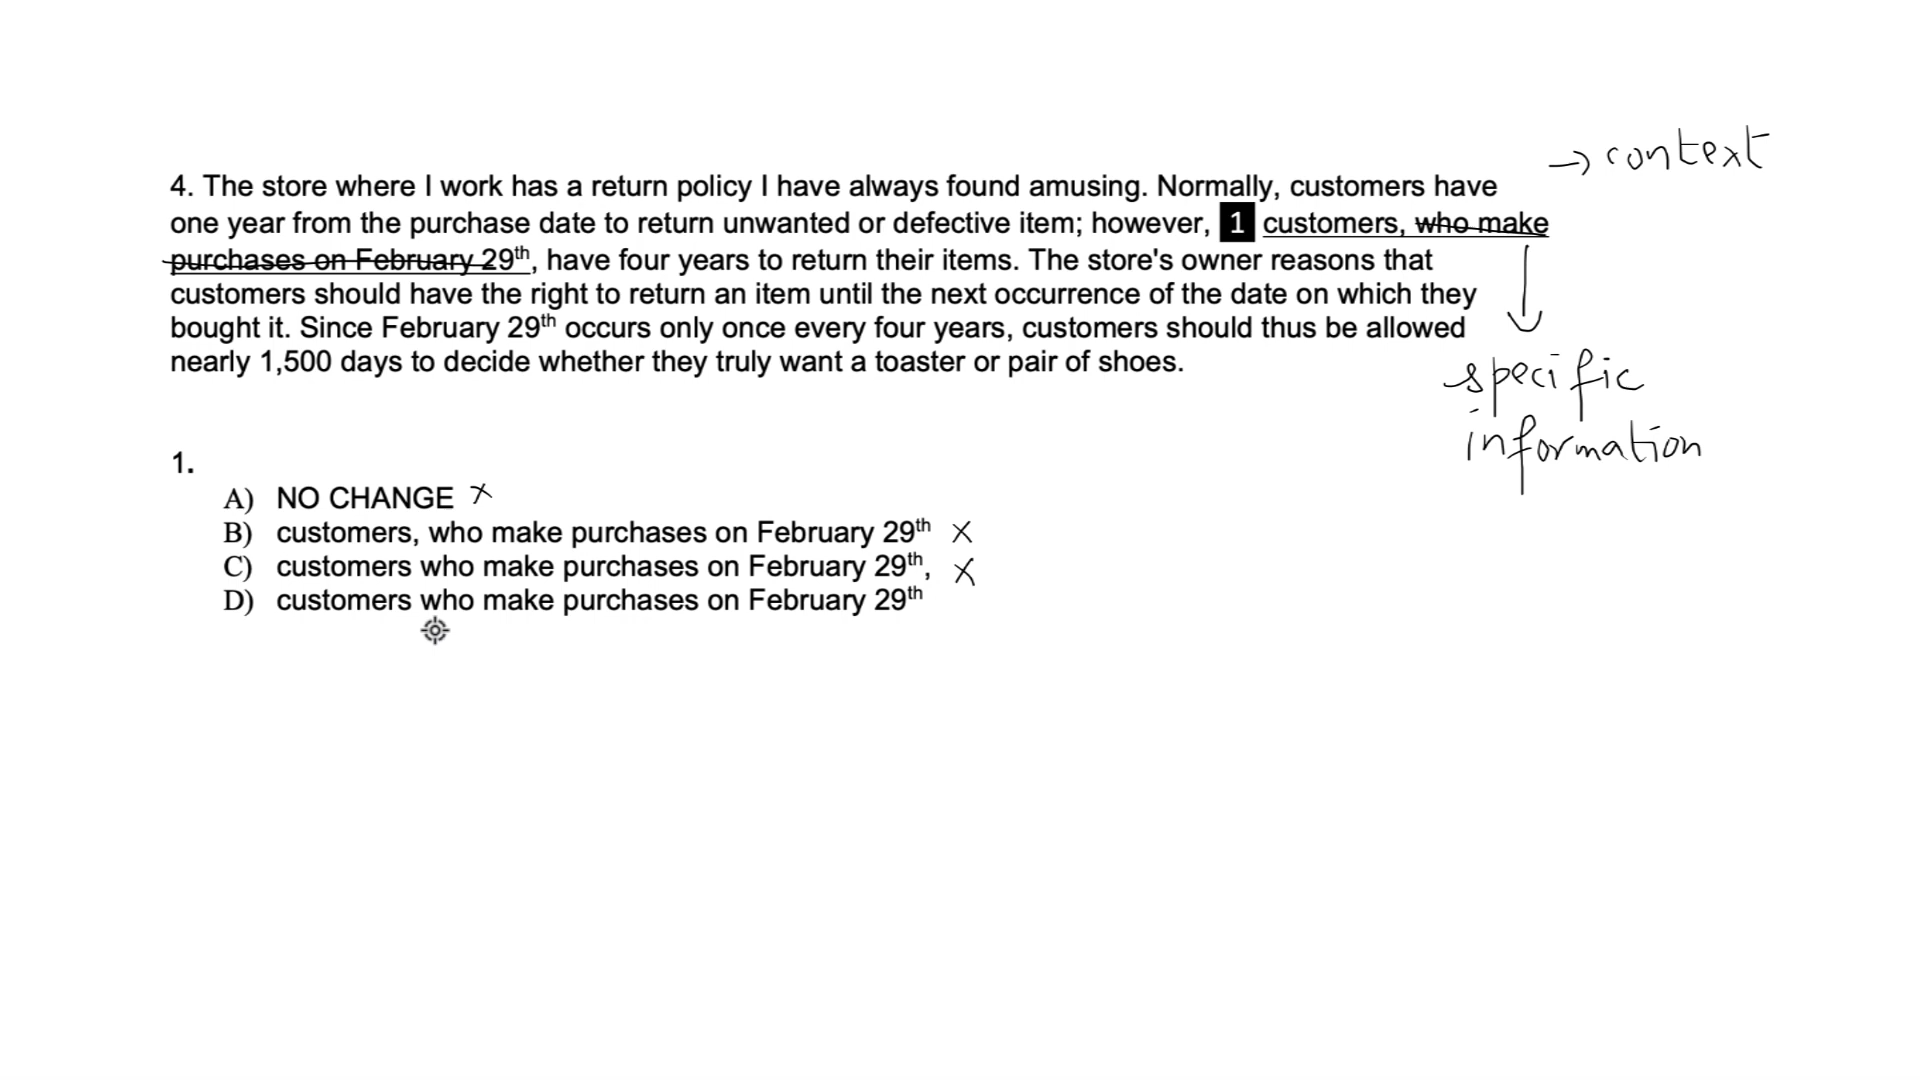 → context
4. The store where I work has a return policy I have always found amusing. Normally, customers have
one year from the purchase date to return unwanted or defective item; however, 1 customers, who make
purchases on February 29th, have four years to return their items. The store's owner reasons that
customers should have the right to return an item until the next occurrence of the date on which they
bought it. Since February 29th occurs only once every four years, customers should thus be allowed
nearly 1,500 days to decide whether they truly want a toaster or pair of shoes.
specific
information
1.
A) NO CHANGE x
B) customers, who make purchases on February 29th x
C) customers who make purchases on February 29th, x
D) customers who make purchases on February 29th